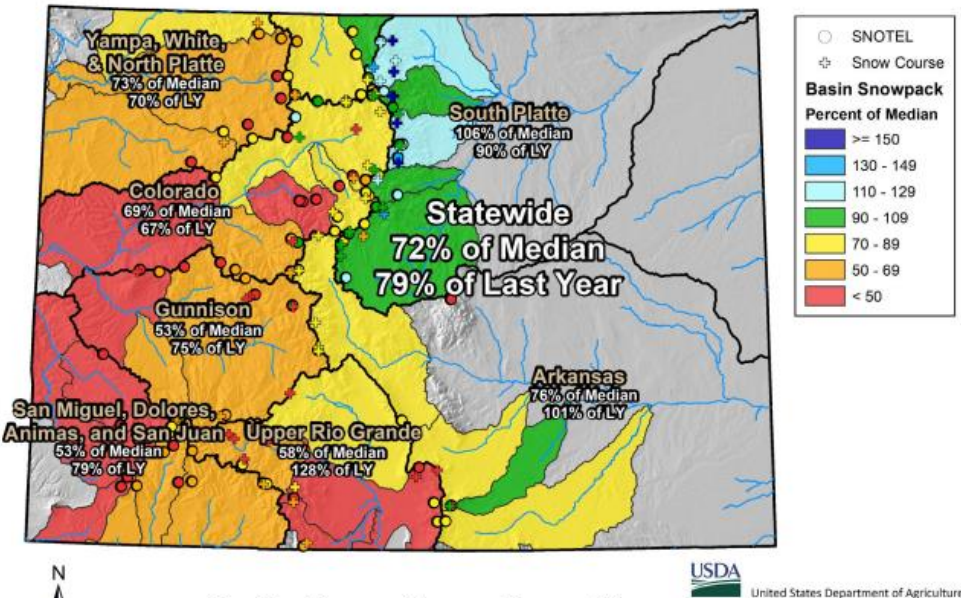 Yampa, White,
& North Platte
73% of Median
70% of LY
South Platte
106% of Median
90% of LY
Colorado
69% of Median
67% of LY
Statewide
72% of Median
79% of Last Year
Gunnison
53% of Median
75% of LY
Arkansas
76% of Median
101% of LY
San Miguel, Dolores,
Animas, and San Juan
53% of Median
79% of LY
Upper Rio Grande
58% of Median
128% of LY
SNOTEL
Snow Course
Basin Snowpack
Percent of Median
>= 150
130 - 149
110 - 129
90 - 109
70 - 89
50 - 69
< 50
N
USDA
United States Department of Agriculture